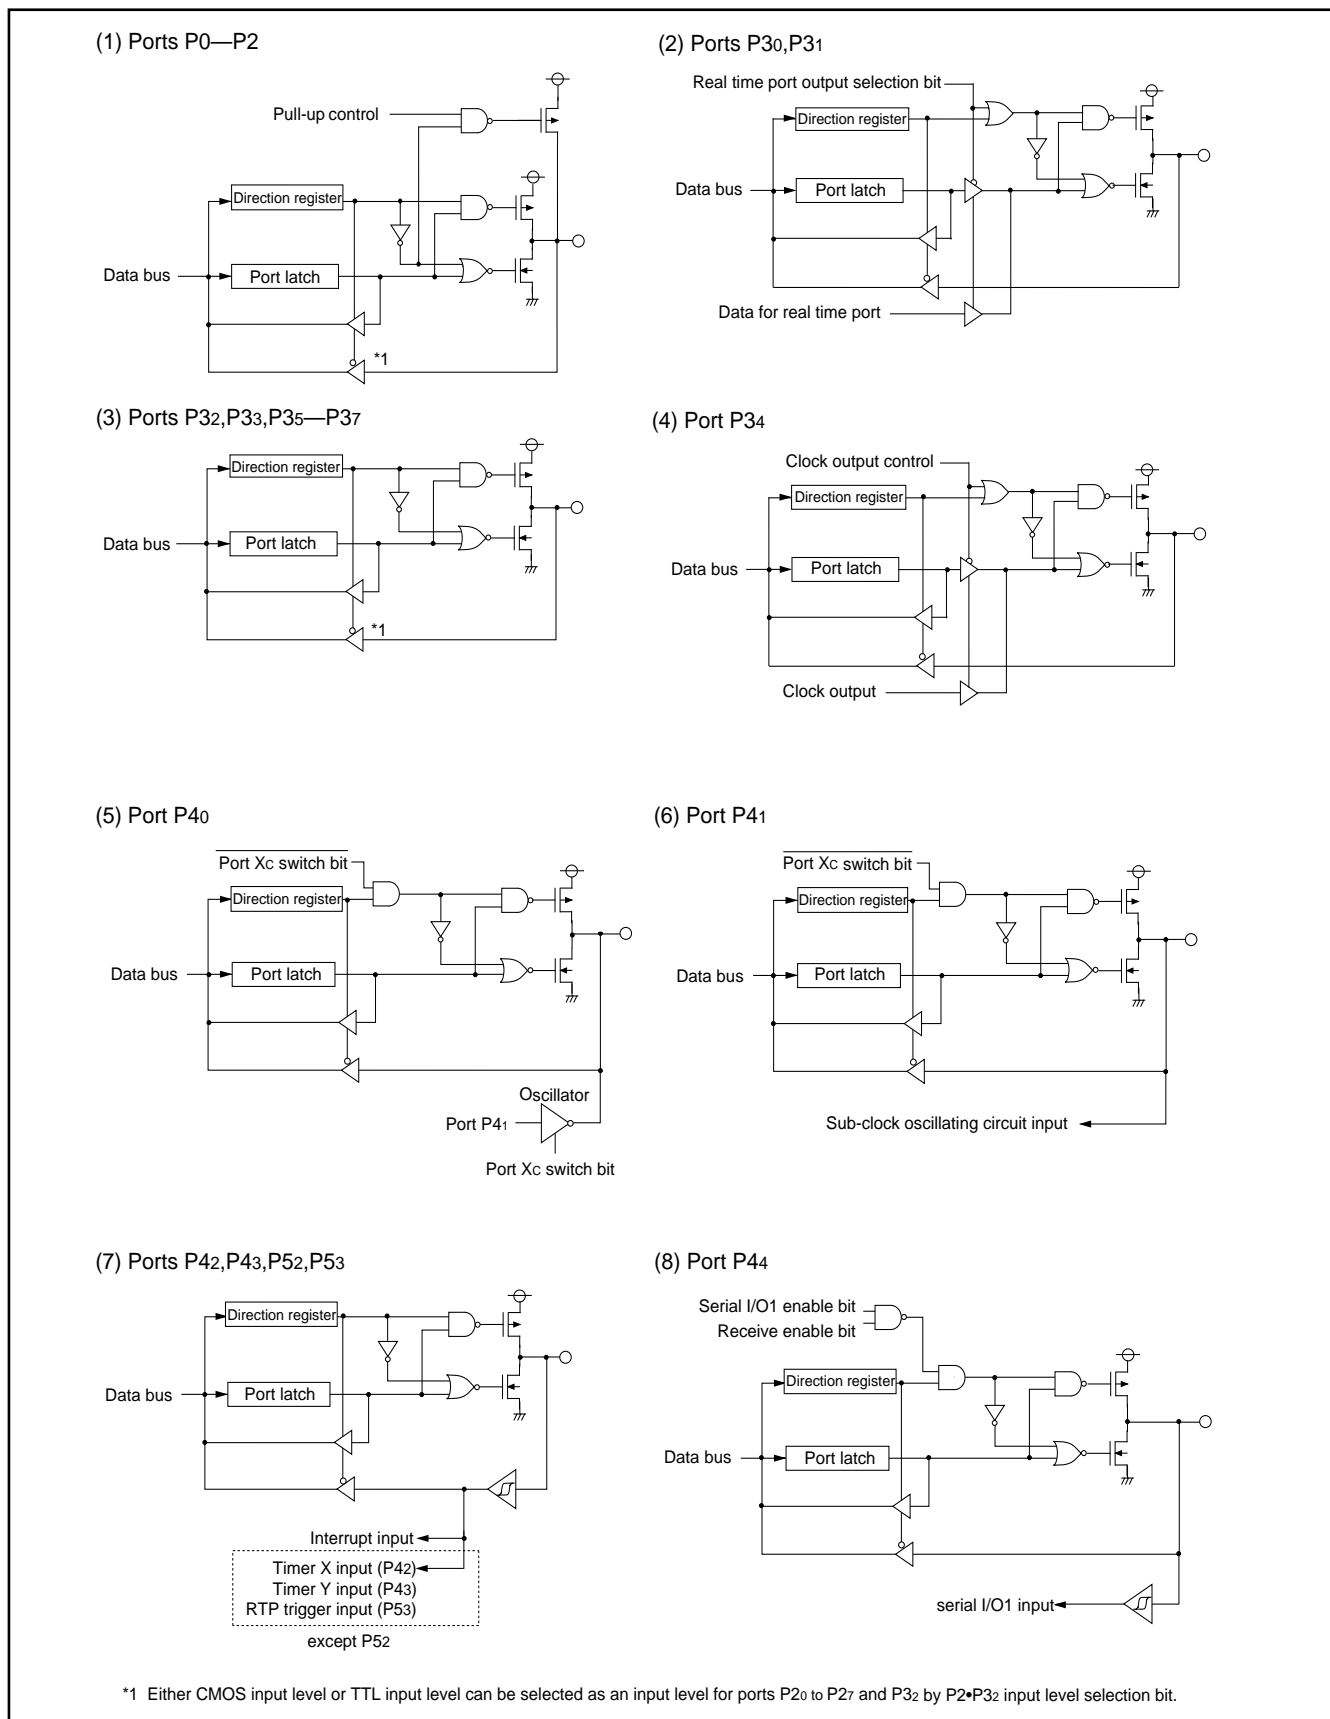 (1) Ports P0—P2
Pull-up control
Direction register
Data bus
Port latch
*1
(2) Ports P30,P31
Real time port output selection bit
Direction register
Data bus
Port latch
Data for real time port
(3) Ports P32,P33,P35—P37
Direction register
Data bus
Port latch
*1
(4) Port P34
Clock output control
Direction register
Data bus
Port latch
Clock output
(5) Port P40
Port XC switch bit
Direction register
Data bus
Port latch
Oscillator
Port P41
Port XC switch bit
(6) Port P41
Port XC switch bit
Direction register
Data bus
Port latch
Sub-clock oscillating circuit input
(7) Ports P42,P43,P52,P53
Direction register
Data bus
Port latch
Interrupt input
Timer X input (P42)
Timer Y input (P43)
RTP trigger input (P53)
except P52
(8) Port P44
Serial I/O1 enable bit
Receive enable bit
Direction register
Data bus
Port latch
serial I/O1 input
*1 Either CMOS input level or TTL input level can be selected as an input level for ports P20 to P27 and P32 by P2•P32 input level selection bit.